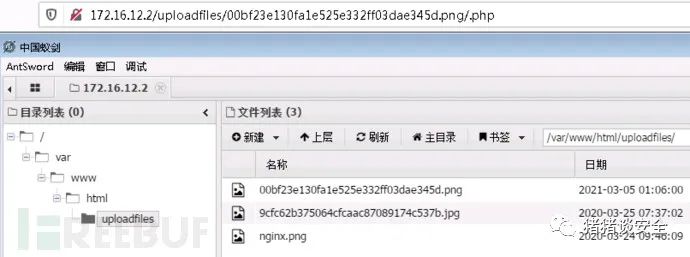 172.16.12.2/uploadfiles/00bf23e130fa1e525e332ff03dae345d.png/.php
中国蚁剑
AntSword 编辑 窗口 调试
172.16.12.2
目录列表 (0)
文件列表 (3)
新建 上层 刷新 主目录 书签 /var/www/html/uploadfiles/
名称 日期
/
var
www
html
uploadfiles
00bf23e130fa1e525e332ff03dae345d.png 2021-03-05 01:06:00
9cfc62b375064cfcaac87089174c537b.jpg 2020-03-25 07:37:02
nginx.png 2020-03-24 09:46:09
FREEBUF
猪猪谈安全